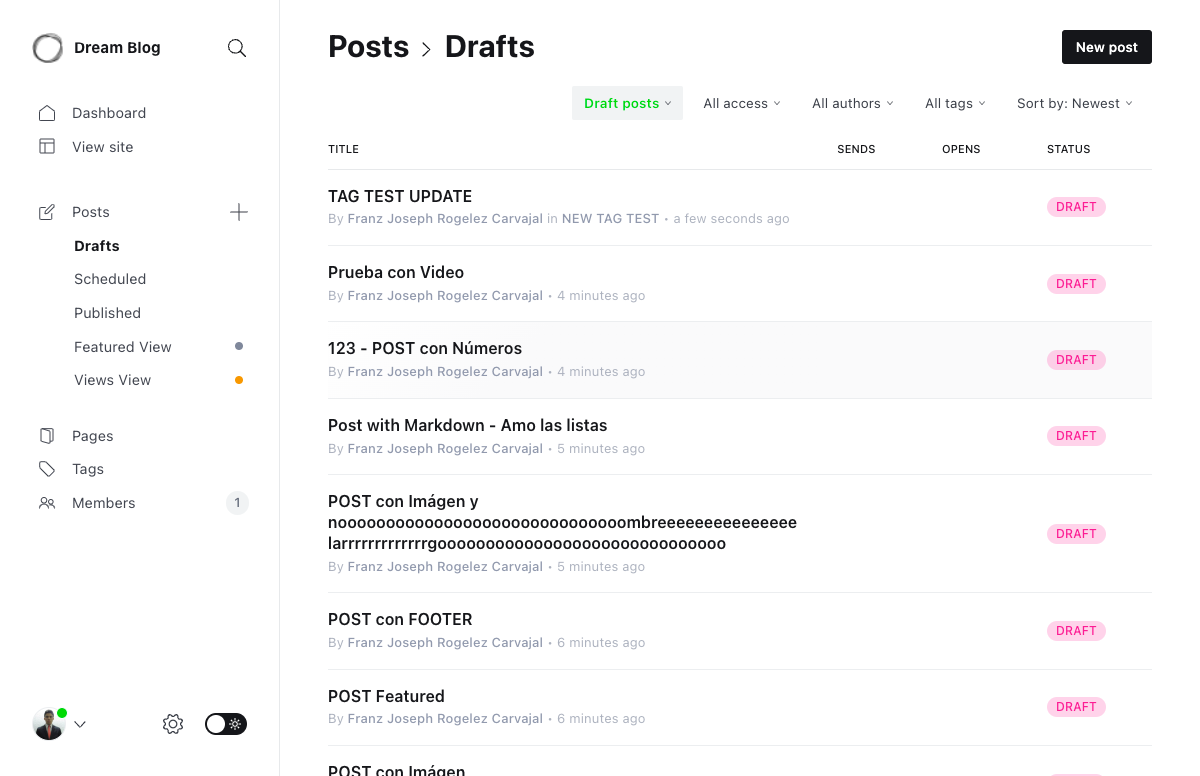 Dream Blog
Dashboard
View site
Posts
Drafts
Scheduled
Published
Featured View
Views View
Pages
Tags
Members 1
Posts > Drafts
New post
Draft posts All access All authors All tags Sort by: Newest
TITLE SENDS OPENS STATUS
TAG TEST UPDATE
By Franz Joseph Rogelez Carvajal in NEW TAG TEST • a few seconds ago
DRAFT
Prueba con Video
By Franz Joseph Rogelez Carvajal • 4 minutes ago
DRAFT
123 - POST con Números
By Franz Joseph Rogelez Carvajal • 4 minutes ago
DRAFT
Post with Markdown - Amo las listas
By Franz Joseph Rogelez Carvajal • 5 minutes ago
DRAFT
POST con Imágen y
noooooooooooooooooooooooooooooombreeeeeeeeeeeeeee
larrrrrrrrrrrrgoooooooooooooooooooooooooooooo
By Franz Joseph Rogelez Carvajal • 5 minutes ago
DRAFT
POST con FOOTER
By Franz Joseph Rogelez Carvajal • 6 minutes ago
DRAFT
POST Featured
By Franz Joseph Rogelez Carvajal • 6 minutes ago
DRAFT
POST con Imágen